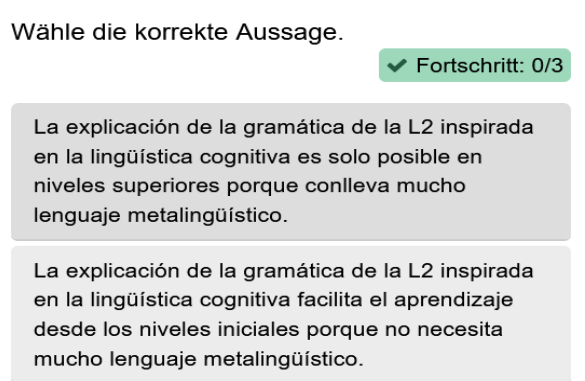 Wähle die korrekte Aussage.
Fortschritt: 0/3
La explicación de la gramática de la L2 inspirada
en la lingüística cognitiva es solo posible en
niveles superiores porque conlleva mucho
lenguaje metalingüístico.
La explicación de la gramática de la L2 inspirada
en la lingüística cognitiva facilita el aprendizaje
desde los niveles iniciales porque no necesita
mucho lenguaje metalingüístico.